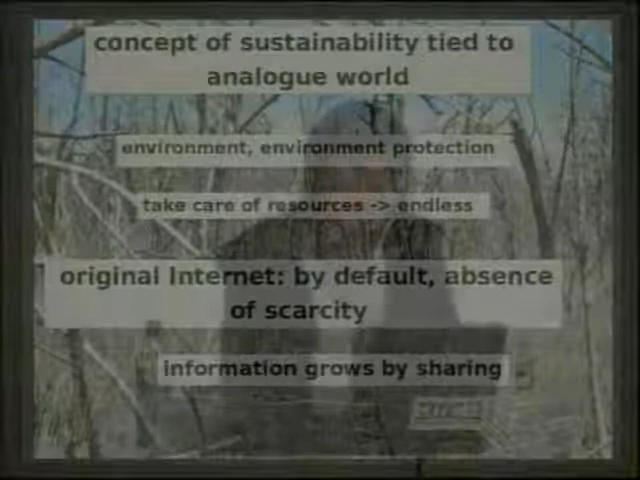 concept of sustainability tied to
analogue world
environment, environment protection
take care of resources -> endless
original Internet: by default, absence
of scarcity
information grows by sharing